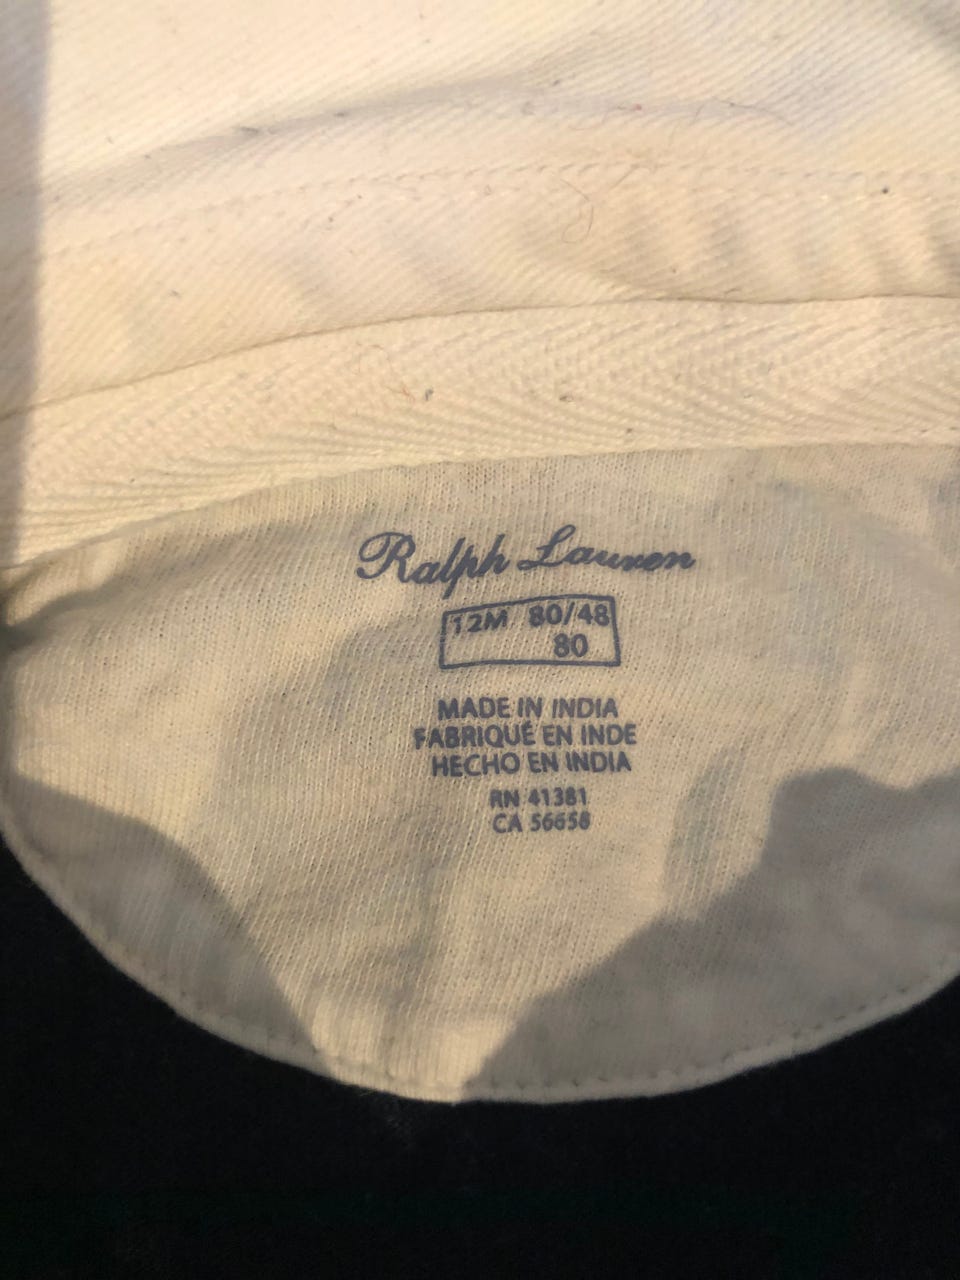 Ralph Lauren
12M 80/48
80
MADE IN INDIA
FABRIQUÉ EN INDE
HECHO EN INDIA
RN 41381
CA 56658